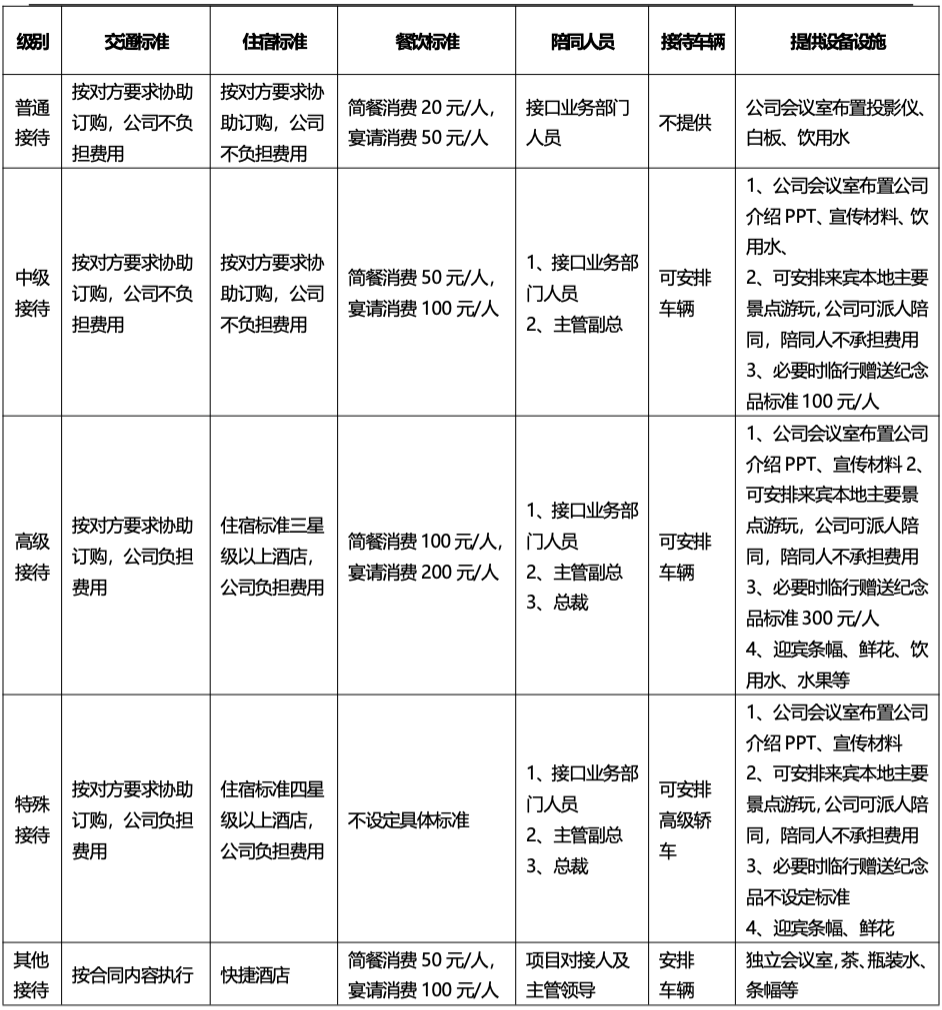 级别
交通标准
住宿标准
餐饮标准
陪同人员
接待车辆
提供设备设施
普通
接待
按对方要求协助
订购，公司不负
担费用
按对方要求协
助订购，公司
不负担费用
简餐消费 20 元/人，
宴请消费 50 元/人
接口业务部门
人员
不提供
公司会议室布置投影仪、
白板、饮用水
中级
接待
按对方要求协助
订购，公司不负
担费用
按对方要求协
助订购，公司
不负担费用
简餐消费 50 元/人，
宴请消费 100 元/人
1、接口业务部
门人员
2、主管副总
可安排
车辆
1、公司会议室布置公司
介绍 PPT、宣传材料、饮
用水、
2、可安排来宾本地主要
景点游玩，公司可派人陪
同，陪同人不承担费用
3、必要时临行赠送纪念
品标准 100 元/人
高级
接待
按对方要求协助
订购，公司负担
费用
住宿标准三星
级以上酒店，
公司负担费用
简餐消费 100 元/人，
宴请消费 200 元/人
1、接口业务部
门人员
2、主管副总
3、总裁
可安排
车辆
1、公司会议室布置公司
介绍 PPT、宣传材料 2、
可安排来宾本地主要景
点游玩，公司可派人陪
同，陪同人不承担费用
3、必要时临行赠送纪念
品标准 300 元/人
4、迎宾条幅、鲜花、饮
用水、水果等
特殊
接待
按对方要求协助
订购，公司负担
费用
住宿标准四星
级以上酒店，
公司负担费用
不设定具体标准
1、接口业务部
门人员
2、主管副总
3、总裁
可安排
高级轿
车
1、公司会议室布置公司
介绍 PPT、宣传材料
2、可安排来宾本地主要
景点游玩，公司可派人陪
同，陪同人不承担费用
3、必要时临行赠送纪念
品不设定标准
4、迎宾条幅、鲜花
其他
接待
按合同内容执行
快捷酒店
简餐消费 50 元/人，
宴请消费 100 元/人
项目对接人及
主管领导
安排
车辆
独立会议室，茶、瓶装水、
条幅等